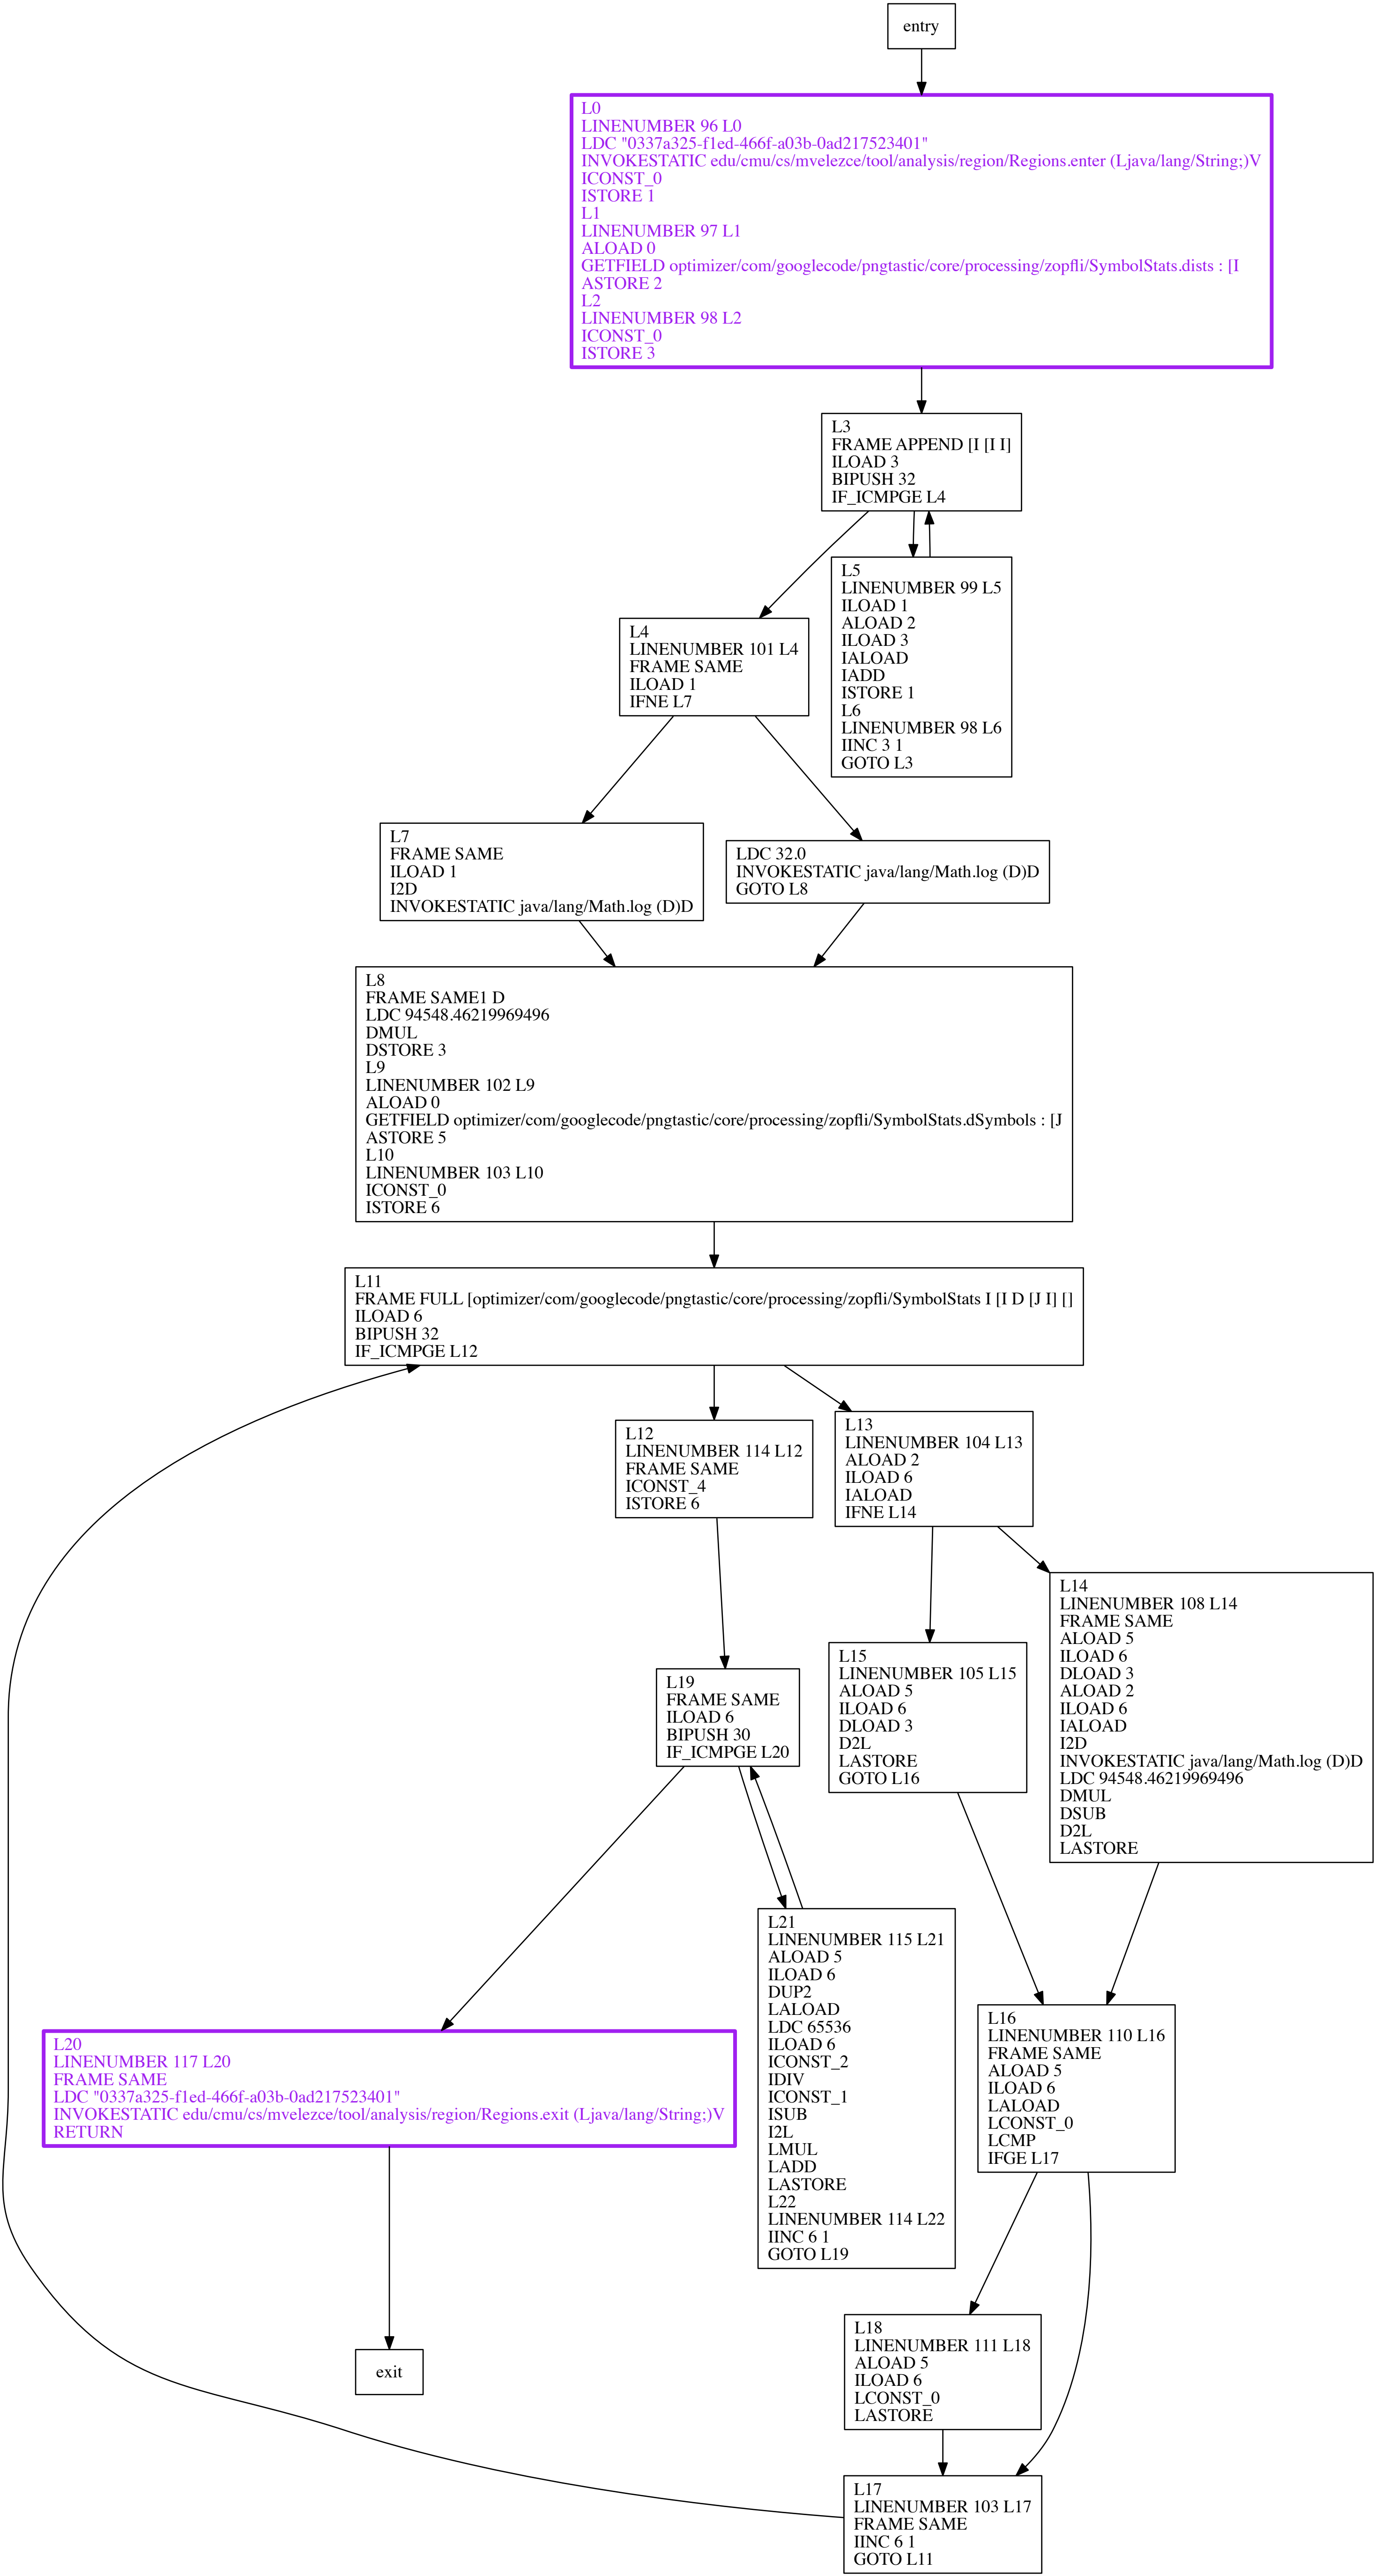 entry
L0
LINENUMBER 96 L0
LDC "0337a325-f1ed-466f-a03b-0ad217523401"
INVOKESTATIC edu/cmu/cs/mvelezce/tool/analysis/region/Regions.enter (Ljava/lang/String;)V
ICONST_0
ISTORE 1
L1
LINENUMBER 97 L1
ALOAD 0
GETFIELD optimizer/com/googlecode/pngtastic/core/processing/zopfli/SymbolStats.dists : [I
ASTORE 2
L2
LINENUMBER 98 L2
ICONST_0
ISTORE 3
L3
FRAME APPEND [I [I I]
ILOAD 3
BIPUSH 32
IF_ICMPGE L4
L5
LINENUMBER 99 L5
ILOAD 1
ALOAD 2
ILOAD 3
IALOAD
IADD
ISTORE 1
L6
LINENUMBER 98 L6
IINC 3 1
GOTO L3
L4
LINENUMBER 101 L4
FRAME SAME
ILOAD 1
IFNE L7
L7
FRAME SAME
ILOAD 1
I2D
INVOKESTATIC java/lang/Math.log (D)D
LDC 32.0
INVOKESTATIC java/lang/Math.log (D)D
GOTO L8
L8
FRAME SAME1 D
LDC 94548.46219969496
DMUL
DSTORE 3
L9
LINENUMBER 102 L9
ALOAD 0
GETFIELD optimizer/com/googlecode/pngtastic/core/processing/zopfli/SymbolStats.dSymbols : [J
ASTORE 5
L10
LINENUMBER 103 L10
ICONST_0
ISTORE 6
L11
FRAME FULL [optimizer/com/googlecode/pngtastic/core/processing/zopfli/SymbolStats I [I D [J I] []
ILOAD 6
BIPUSH 32
IF_ICMPGE L12
L12
LINENUMBER 114 L12
FRAME SAME
ICONST_4
ISTORE 6
L13
LINENUMBER 104 L13
ALOAD 2
ILOAD 6
IALOAD
IFNE L14
L14
LINENUMBER 108 L14
FRAME SAME
ALOAD 5
ILOAD 6
DLOAD 3
ALOAD 2
ILOAD 6
IALOAD
I2D
INVOKESTATIC java/lang/Math.log (D)D
LDC 94548.46219969496
DMUL
DSUB
D2L
LASTORE
L15
LINENUMBER 105 L15
ALOAD 5
ILOAD 6
DLOAD 3
D2L
LASTORE
GOTO L16
L19
FRAME SAME
ILOAD 6
BIPUSH 30
IF_ICMPGE L20
L21
LINENUMBER 115 L21
ALOAD 5
ILOAD 6
DUP2
LALOAD
LDC 65536
ILOAD 6
ICONST_2
IDIV
ICONST_1
ISUB
I2L
LMUL
LADD
LASTORE
L22
LINENUMBER 114 L22
IINC 6 1
GOTO L19
L16
LINENUMBER 110 L16
FRAME SAME
ALOAD 5
ILOAD 6
LALOAD
LCONST_0
LCMP
IFGE L17
L20
LINENUMBER 117 L20
FRAME SAME
LDC "0337a325-f1ed-466f-a03b-0ad217523401"
INVOKESTATIC edu/cmu/cs/mvelezce/tool/analysis/region/Regions.exit (Ljava/lang/String;)V
RETURN
L18
LINENUMBER 111 L18
ALOAD 5
ILOAD 6
LCONST_0
LASTORE
exit
L17
LINENUMBER 103 L17
FRAME SAME
IINC 6 1
GOTO L11